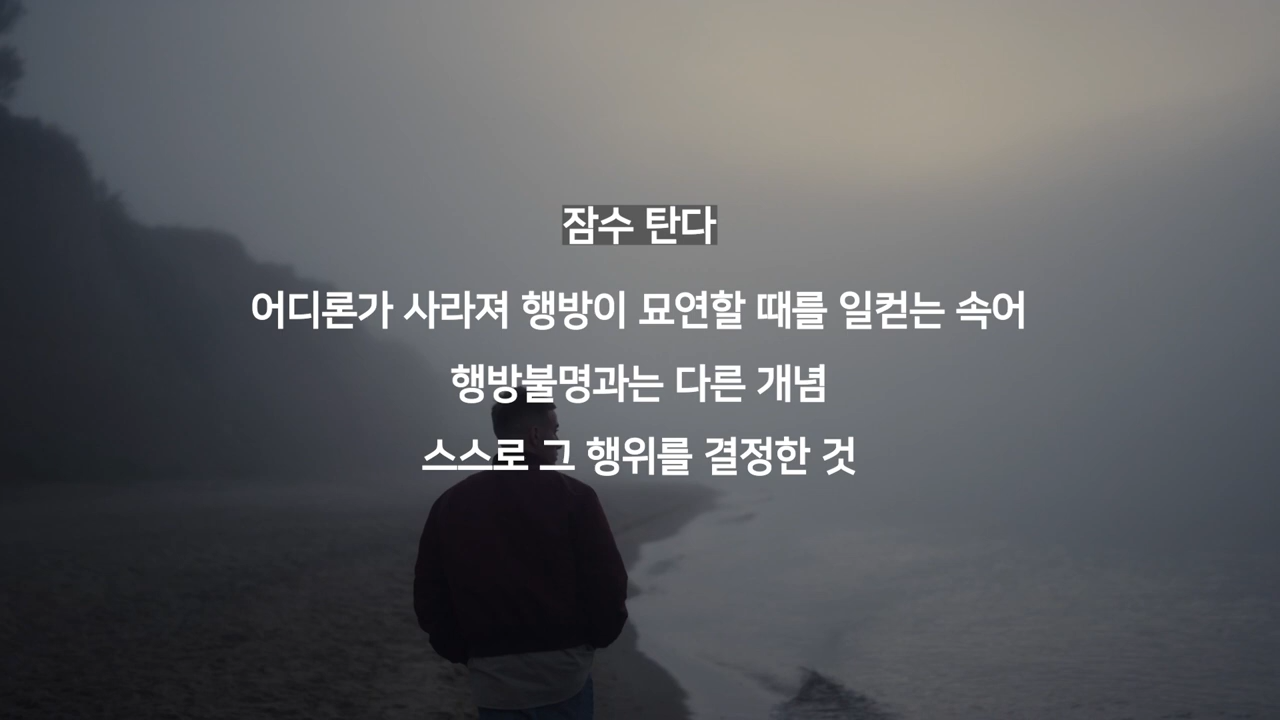 잠수 탄다
어디론가 사라져 행방이 묘연할 때를 일컫는 속어
행방불명과는 다른 개념
스스로 그 행위를 결정한 것